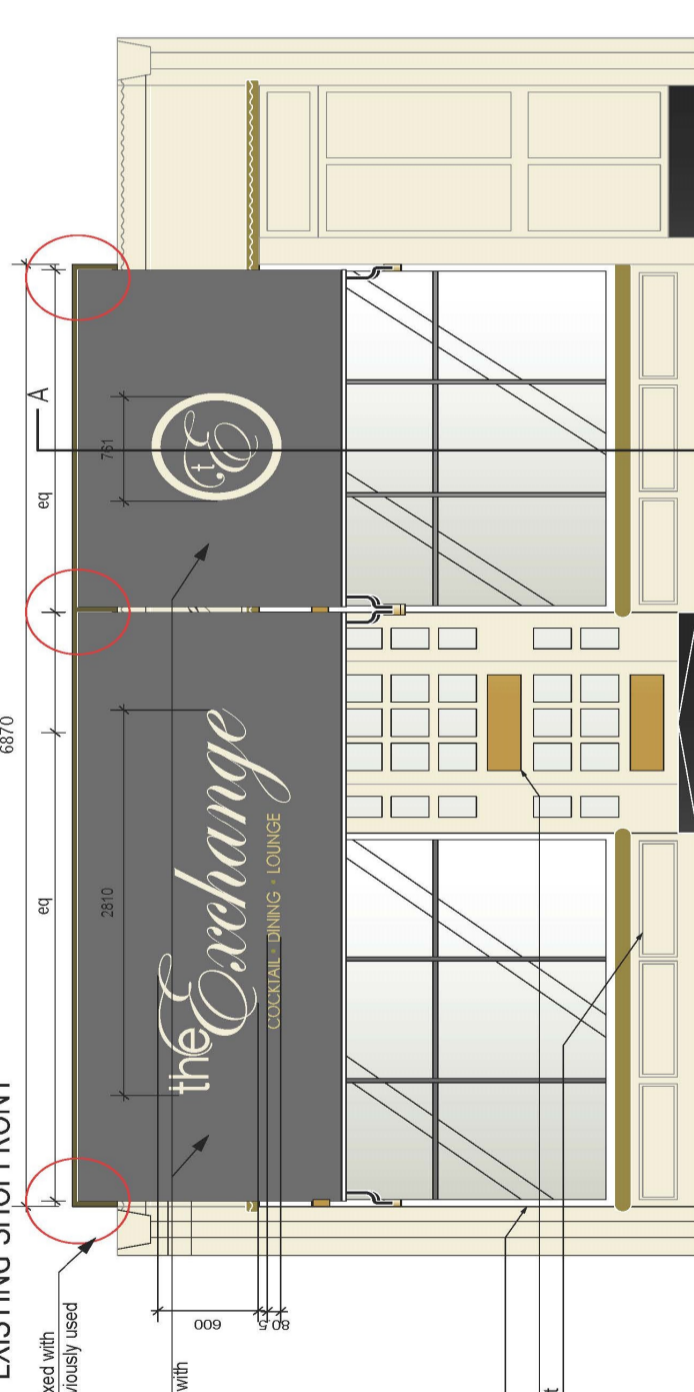 EXISTING SHOPFRONT
6870
eq
eq
A
2810
761
the Exchange
COCKTAIL • DINING • LOUNGE
t.E
600
80
xed with
viously used
with
t